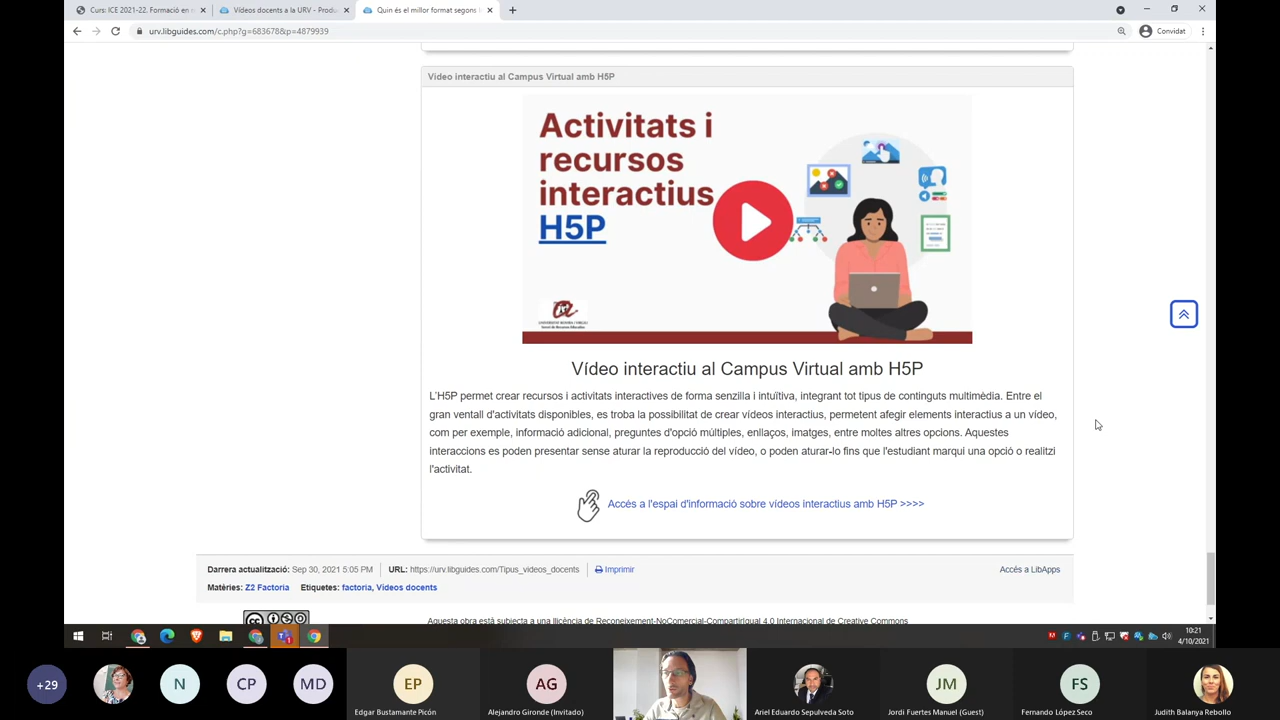 Curs: ICE 2021-22. Formació en e
Vídeos docents a la URV - Produ
Quin és el millor format segons l
urv.libguides.com/c.php?g=683678&p=4879939
Convidat
Vídeo interactiu al Campus Virtual amb H5P
Activitats i
recursos
interactius
H5P
UNIVERSITAT ROVIRA I VIRGILI
Servei de Recursos Educatius
Vídeo interactiu al Campus Virtual amb H5P
L'H5P permet crear recursos i activitats interactives de forma senzilla i intuïtiva, integrant tot tipus de continguts multimèdia. Entre el
gran ventall d'activitats disponibles, es troba la possibilitat de crear vídeos interactius, permetent afegir elements interactius a un vídeo,
com per exemple, informació adicional, preguntes d'opció múltiples, enllaços, imatges, entre moltes altres opcions. Aquestes
interaccions es poden presentar sense aturar la reproducció del vídeo, o poden aturar-lo fins que l'estudiant marqui una opció o realitzi
l'activitat.
Accés a l'espai d'informació sobre vídeos interactius amb H5P >>>>
Darrera actualització: Sep 30, 2021 5:05 PM
URL: https://urv.libguides.com/Tipus_videos_docents
Imprimir
Accés a LibApps
Matèries: Z2 Factoria
Etiquetes: factoria, Vídeos docents
Aquesta obra està subjecta a una llicència de Reconeixement-NoComercial-CompartirIgual 4.0 Internacional de Creative Commons
10:21
4/10/2021
+29
N
CP
MD
EP
Edgar Bustamante Picón
AG
Alejandro Gironde (Invitado)
Ariel Eduardo Sepulveda Soto
JM
Jordi Fuertes Manuel (Guest)
FS
Fernando López Seco
Judith Balanya Rebollo